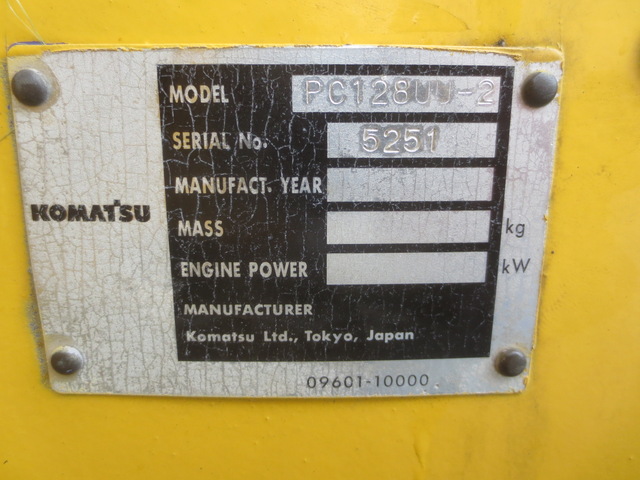 MODEL PC128UU-2
SERIAL No. 5251
MANUFACT. YEAR
KOMATSU
MASS kg
ENGINE POWER kW
MANUFACTURER
Komatsu Ltd., Tokyo, Japan
09601-10000